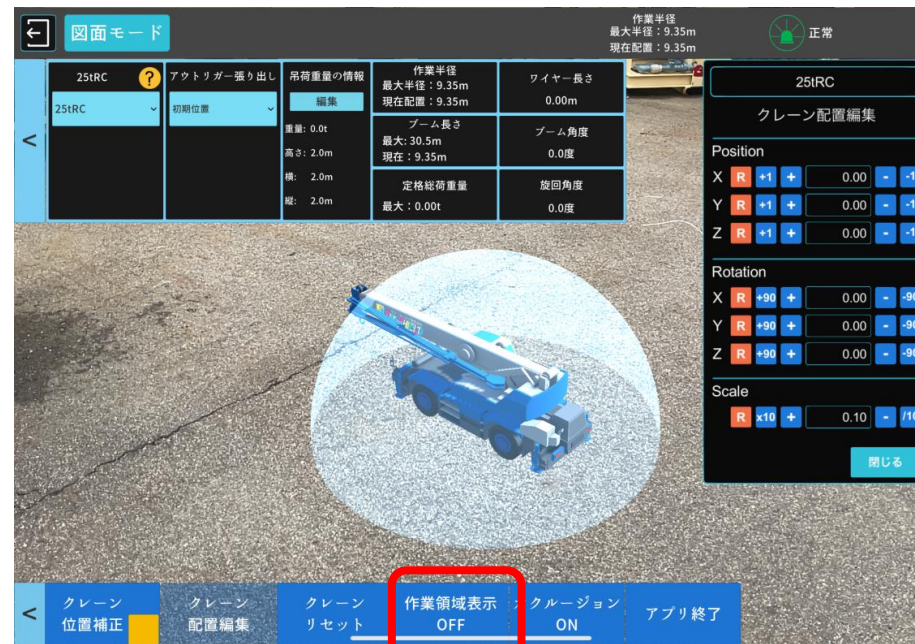 図面モード
作業半径
最大半径：9.35m
現在配置：9.35m
正常
25tRC
?
25tRC
アウトリガー張り出し
初期位置
吊荷重量の情報
編集
重量: 0.0t
高さ: 2.0m
横: 2.0m
縦: 2.0m
作業半径
最大半径：9.35m
現在配置：9.35m
ワイヤー長さ
0.00m
ブーム長さ
最大: 30.5m
現在：9.35m
ブーム角度
0.0度
定格総荷重量
最大：0.00t
旋回角度
0.0度
<
25tRC
クレーン配置編集
Position
X R +1 + 0.00 - -1
Y R +1 + 0.00 - -1
Z R +1 + 0.00 - -1
Rotation
X R +90 + 0.00 - -90
Y R +90 + 0.00 - -90
Z R +90 + 0.00 - -90
Scale
R x10 + 0.10 - /10
閉じる
<
クレーン
位置補正
クレーン
配置編集
クレーン
リセット
作業領域表示
OFF
クルージョン
ON
アプリ終了